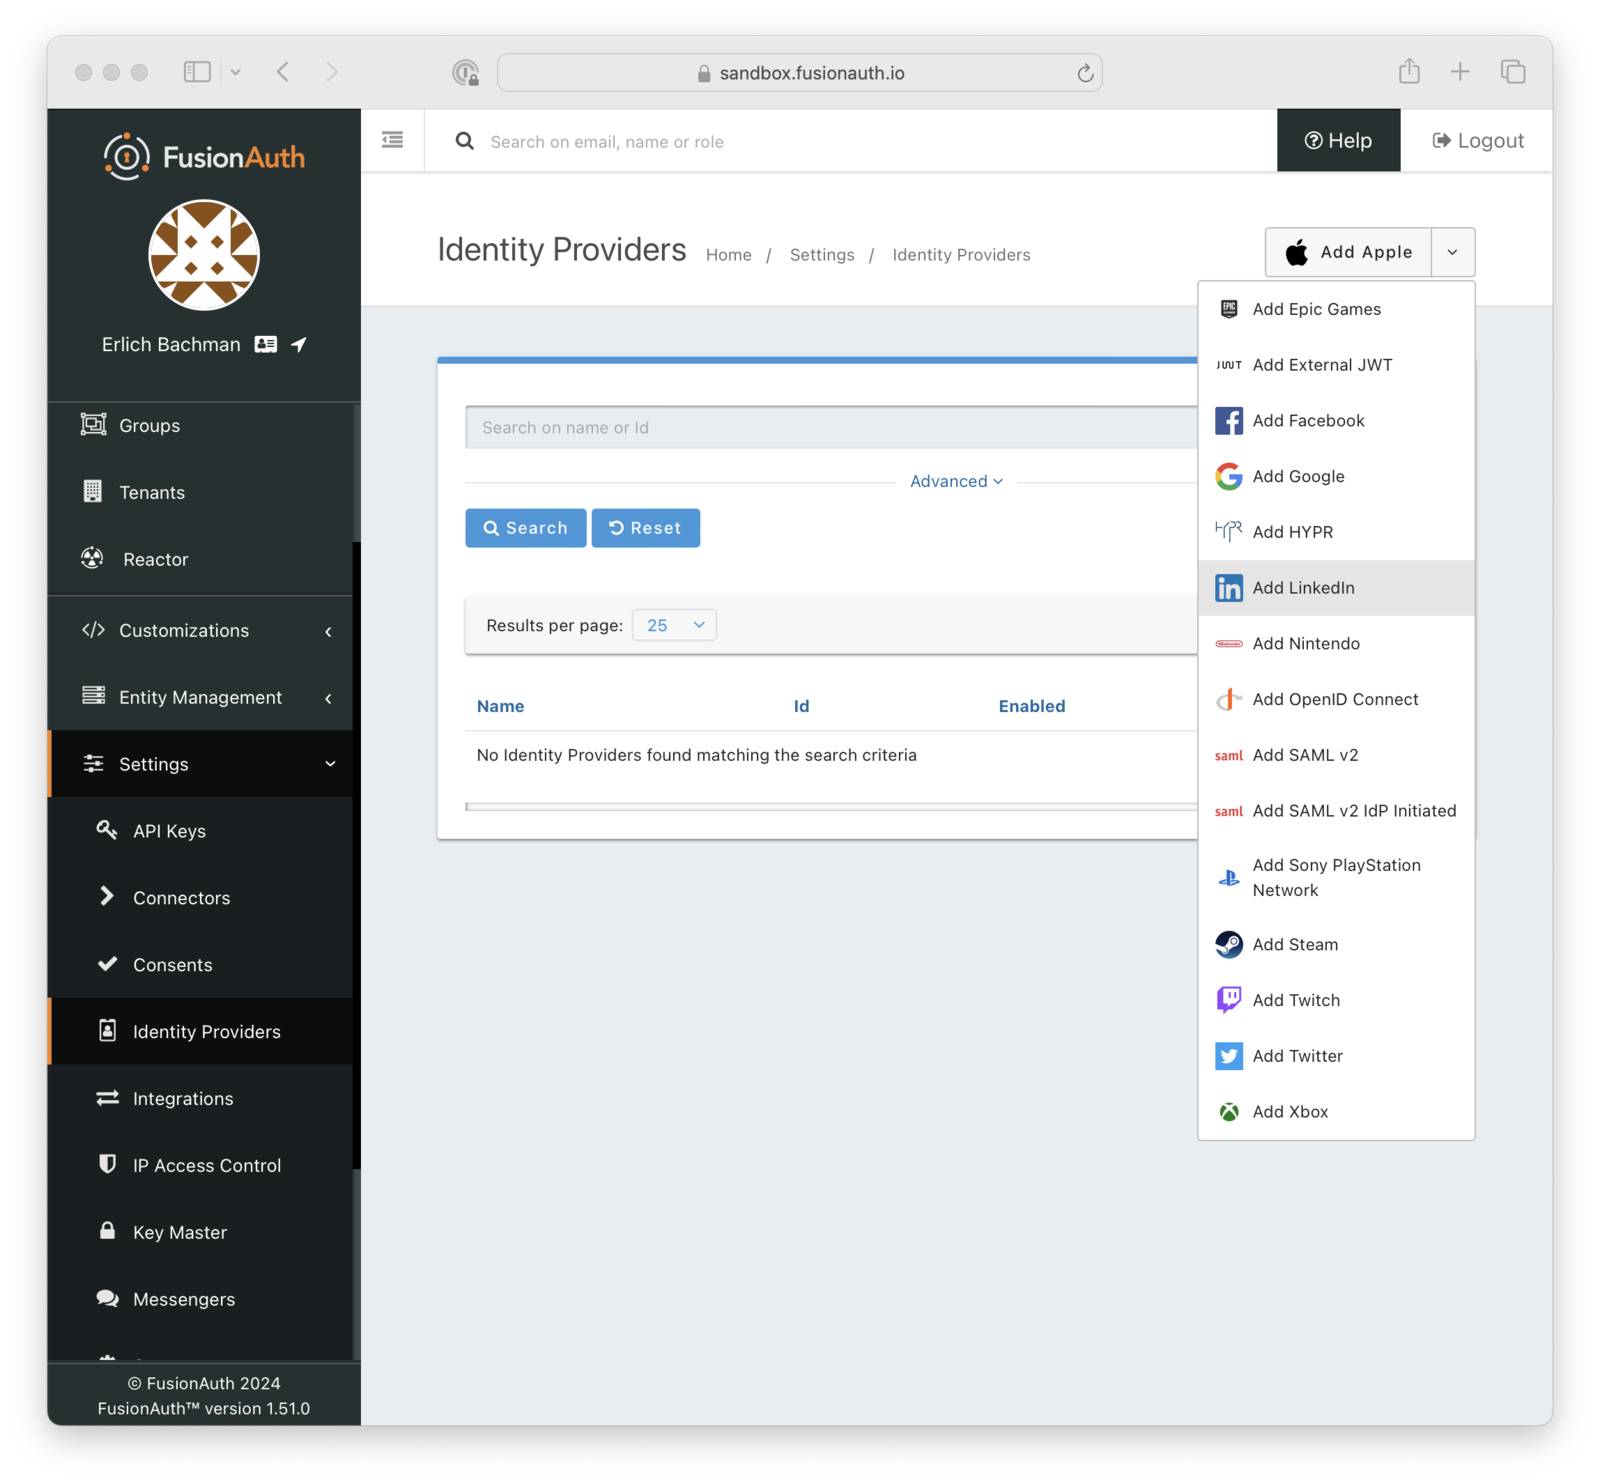 sandbox.fusionauth.io
FusionAuth
Search on email, name or role
Help
Logout
Erlich Bachman
Identity Providers
Home / Settings / Identity Providers
Add Apple
Groups
Tenants
Reactor
Customizations
Entity Management
Settings
API Keys
Connectors
Consents
Identity Providers
Integrations
IP Access Control
Key Master
Messengers
© FusionAuth 2024
FusionAuth™ version 1.51.0
Search on name or Id
Advanced
Search
Reset
Results per page: 25
Name Id Enabled
No Identity Providers found matching the search criteria
EPIC
Add Epic Games
JWT Add External JWT
Add Facebook
Add Google
Add HYPR
in Add LinkedIn
Nintendo Add Nintendo
Add OpenID Connect
saml Add SAML v2
saml Add SAML v2 IdP Initiated
Add Sony PlayStation
Network
Add Steam
Add Twitch
Add Twitter
Add Xbox